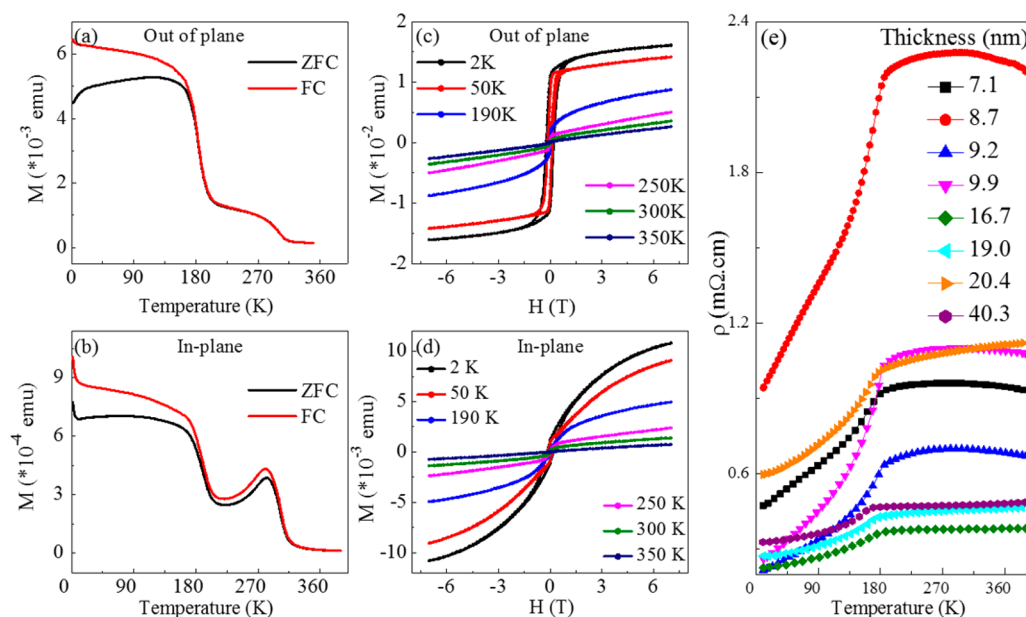 (a) Out of plane
ZFC
FC
M (*10⁻³ emu)
6
3
0
0 90 180 270 360
Temperature (K)
(b) In-plane
ZFC
FC
M (*10⁻⁴ emu)
9
6
3
0
0 90 180 270 360
Temperature (K)
(c) Out of plane
2K
50K
190K
250K
300K
350K
M (*10⁻² emu)
2
1
0
-1
-2
-6 -3 0 3 6
H (T)
(d) In-plane
2 K
50 K
190 K
250 K
300 K
350 K
M (*10⁻³ emu)
10
5
0
-5
-10
-6 -3 0 3 6
H (T)
(e) Thickness (nm)
7.1
8.7
9.2
9.9
16.7
19.0
20.4
40.3
ρ (mΩ.cm)
2.4
1.8
1.2
0.6
90 180 270 360
Temperature (K)